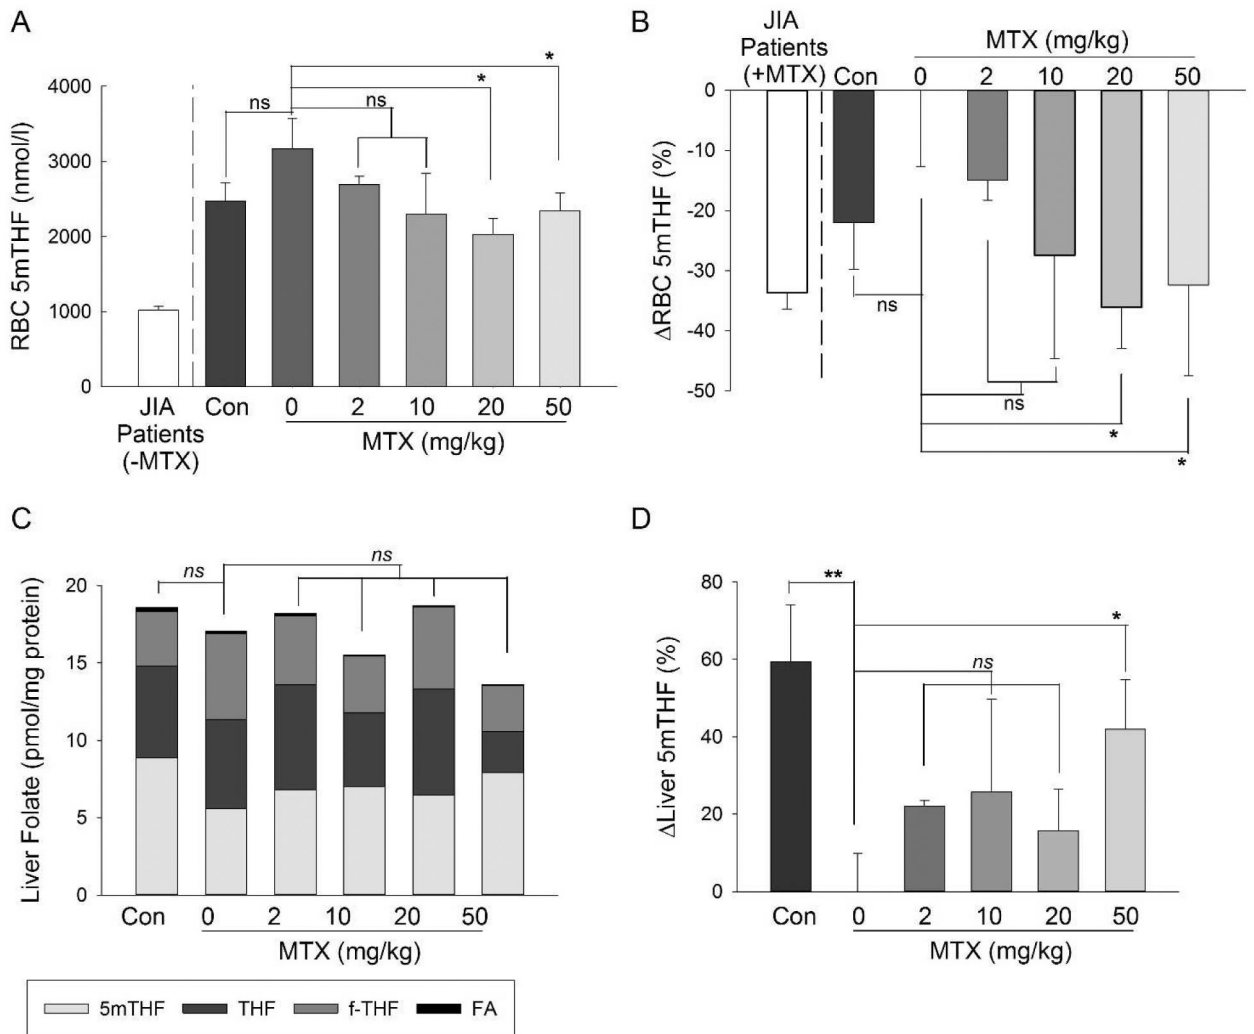 A
RBC 5mTHF (nmol/l)
4000
3000
2000
1000
0
ns
ns
*
*
JIA
Patients
(-MTX)
Con
0 2 10 20 50
MTX (mg/kg)
B
JIA
Patients
(+MTX)
Con
MTX (mg/kg)
0 2 10 20 50
ΔRBC 5mTHF (%)
0
-10
-20
-30
-40
-50
ns
ns
*
*
C
Liver Folate (pmol/mg protein)
20
15
10
5
0
ns
ns
Con 0 2 10 20 50
MTX (mg/kg)
5mTHF THF f-THF FA
D
ΔLiver 5mTHF (%)
80
60
40
20
0
**
*
ns
Con 0 2 10 20 50
MTX (mg/kg)